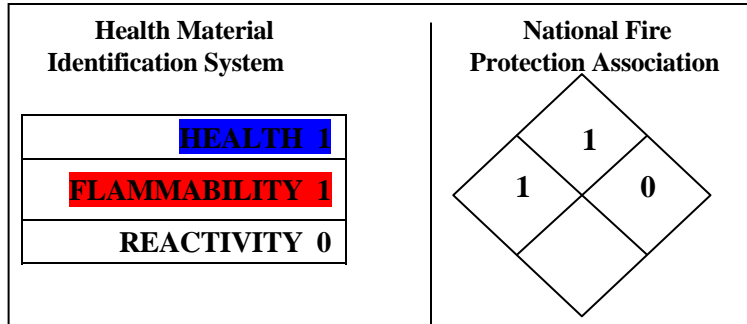 Health Material
Identification System
HEALTH 1
FLAMMABILITY 1
REACTIVITY 0
National Fire
Protection Association
1
1
0